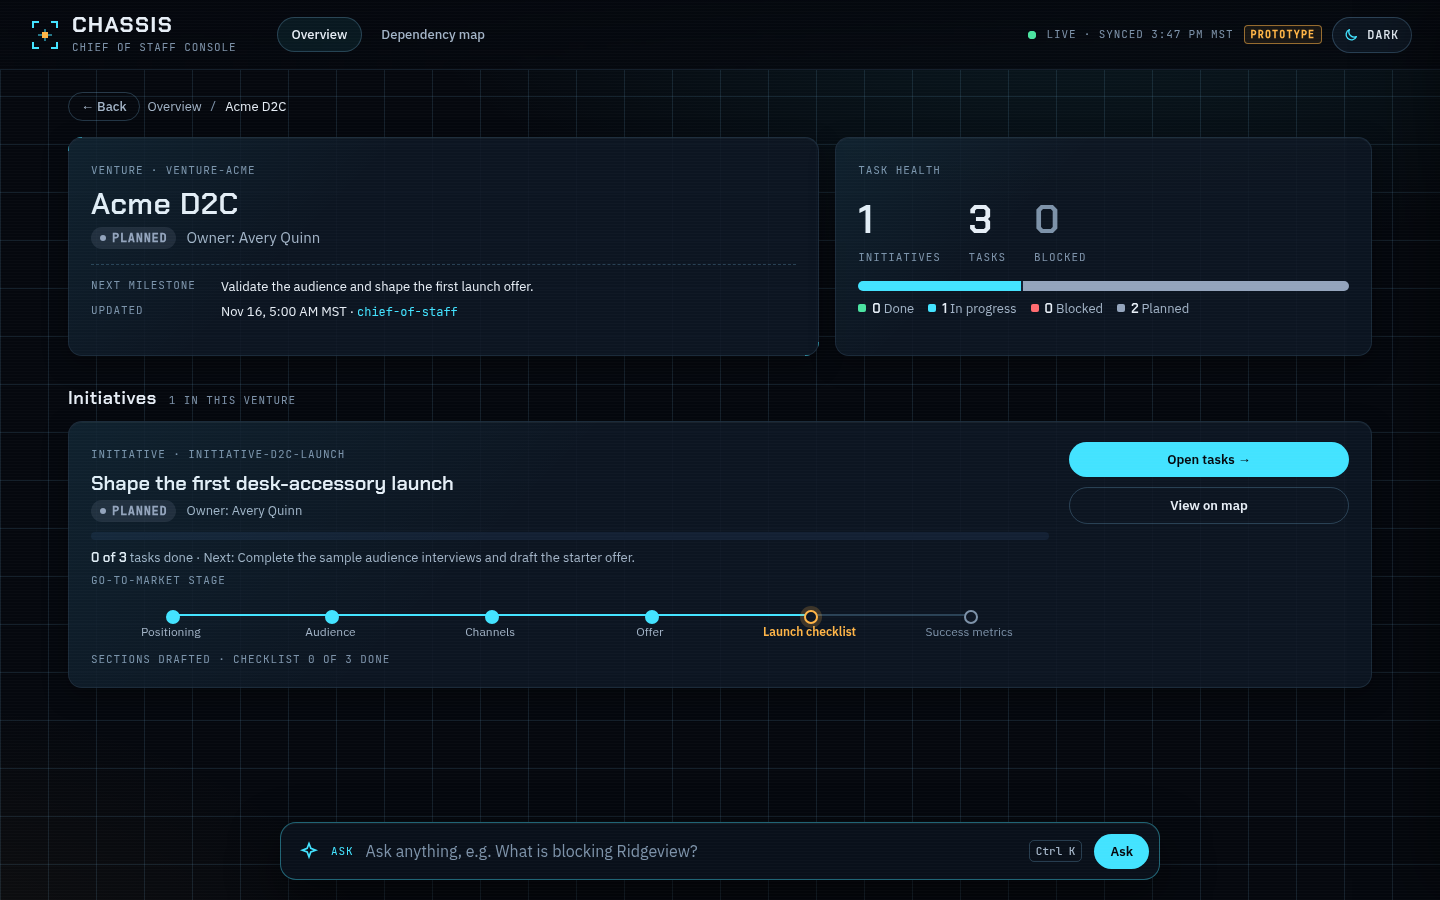 CHASSIS
CHIEF OF STAFF CONSOLE
Overview
Dependency map
LIVE · SYNCED 3:47 PM MST
PROTOTYPE
DARK
← Back
Overview / Acme D2C
VENTURE · VENTURE-ACME
Acme D2C
PLANNED
Owner: Avery Quinn
NEXT MILESTONE
Validate the audience and shape the first launch offer.
UPDATED
Nov 16, 5:00 AM MST · chief-of-staff
TASK HEALTH
1 3 0
INITIATIVES TASKS BLOCKED
0 Done 1 In progress 0 Blocked 2 Planned
Initiatives 1 IN THIS VENTURE
INITIATIVE · INITIATIVE-D2C-LAUNCH
Shape the first desk-accessory launch
PLANNED
Owner: Avery Quinn
0 of 3 tasks done · Next: Complete the sample audience interviews and draft the starter offer.
GO-TO-MARKET STAGE
Positioning Audience Channels Offer Launch checklist Success metrics
SECTIONS DRAFTED · CHECKLIST 0 OF 3 DONE
Open tasks →
View on map
ASK Ask anything, e.g. What is blocking Ridgeview? Ctrl K Ask